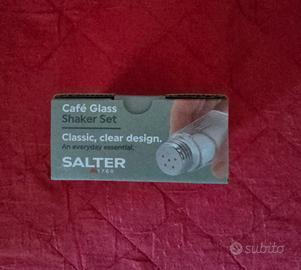 Café Glass
Shaker Set
Classic, clear design.
An everyday essential.
SALTER
1760
subito